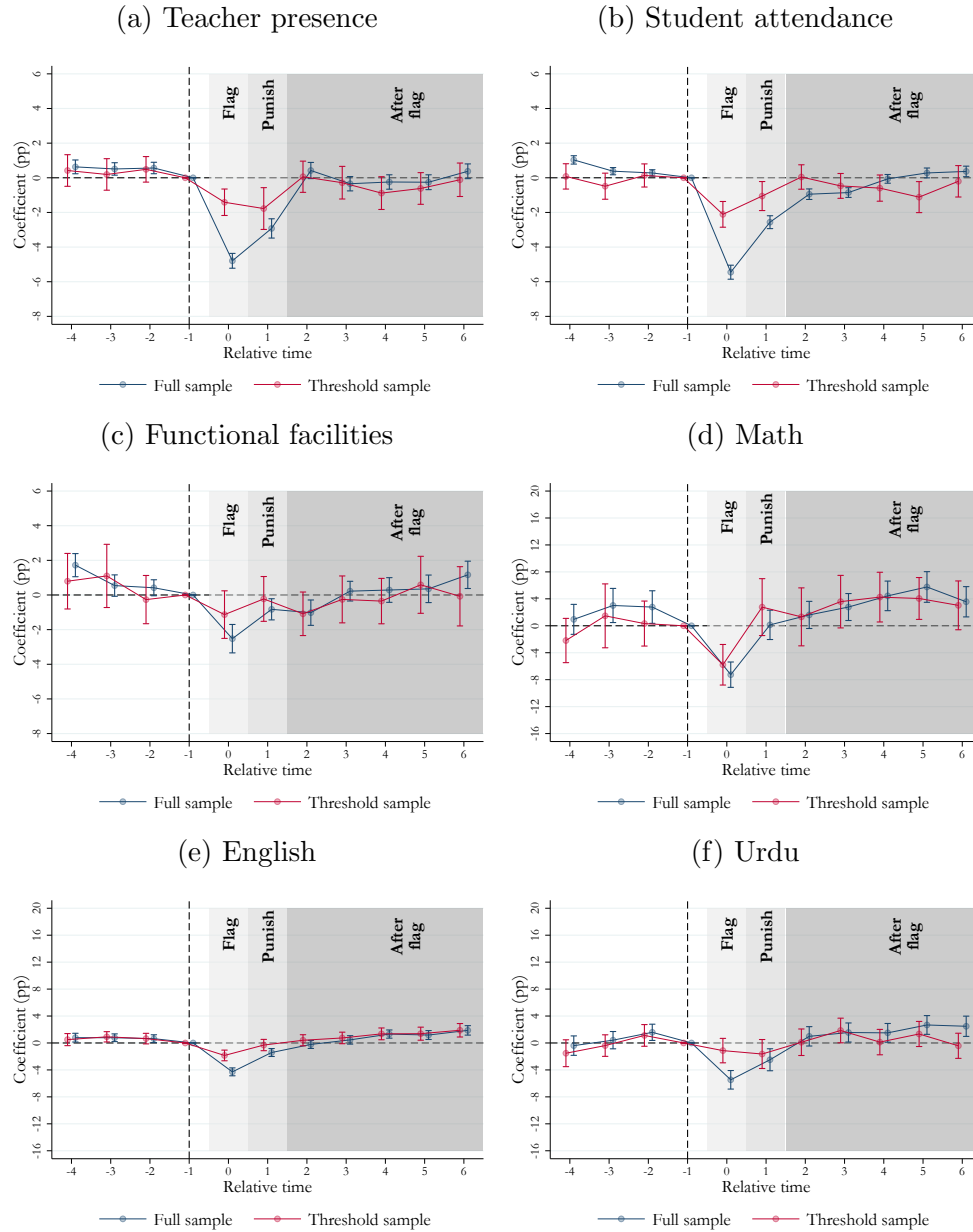 (a) Teacher presence
Coefficient (pp)
6
4
2
0
-2
-4
-6
-8
Flag
Punish
After
flag
-4 -3 -2 -1 0 1 2 3 4 5 6
Relative time
Full sample Threshold sample
(b) Student attendance
Coefficient (pp)
6
4
2
0
-2
-4
-6
-8
Flag
Punish
After
flag
-4 -3 -2 -1 0 1 2 3 4 5 6
Relative time
Full sample Threshold sample
(c) Functional facilities
Coefficient (pp)
6
4
2
0
-2
-4
-6
-8
Flag
Punish
After
flag
-4 -3 -2 -1 0 1 2 3 4 5 6
Relative time
Full sample Threshold sample
(d) Math
Coefficient (pp)
20
16
12
8
4
0
-4
-8
-12
-16
Flag
Punish
After
flag
-4 -3 -2 -1 0 1 2 3 4 5 6
Relative time
Full sample Threshold sample
(e) English
Coefficient (pp)
20
16
12
8
4
0
-4
-8
-12
-16
Flag
Punish
After
flag
-4 -3 -2 -1 0 1 2 3 4 5 6
Relative time
Full sample Threshold sample
(f) Urdu
Coefficient (pp)
20
16
12
8
4
0
-4
-8
-12
-16
Flag
Punish
After
flag
-4 -3 -2 -1 0 1 2 3 4 5 6
Relative time
Full sample Threshold sample